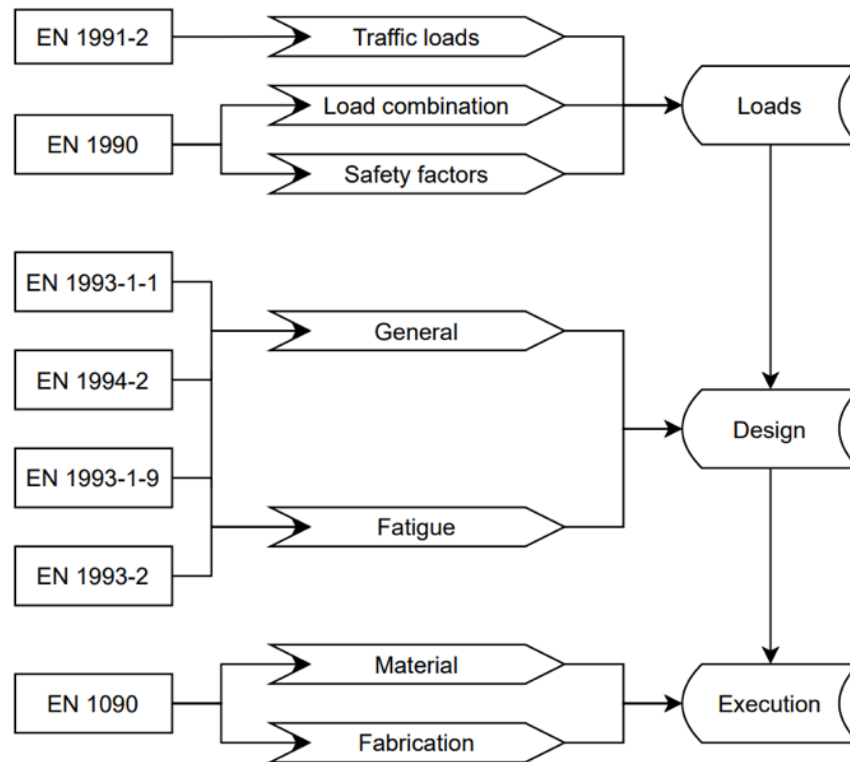 EN 1991-2
Traffic loads
Load combination
Loads
EN 1990
Safety factors
EN 1993-1-1
General
EN 1994-2
Design
EN 1993-1-9
Fatigue
EN 1993-2
Material
EN 1090
Execution
Fabrication